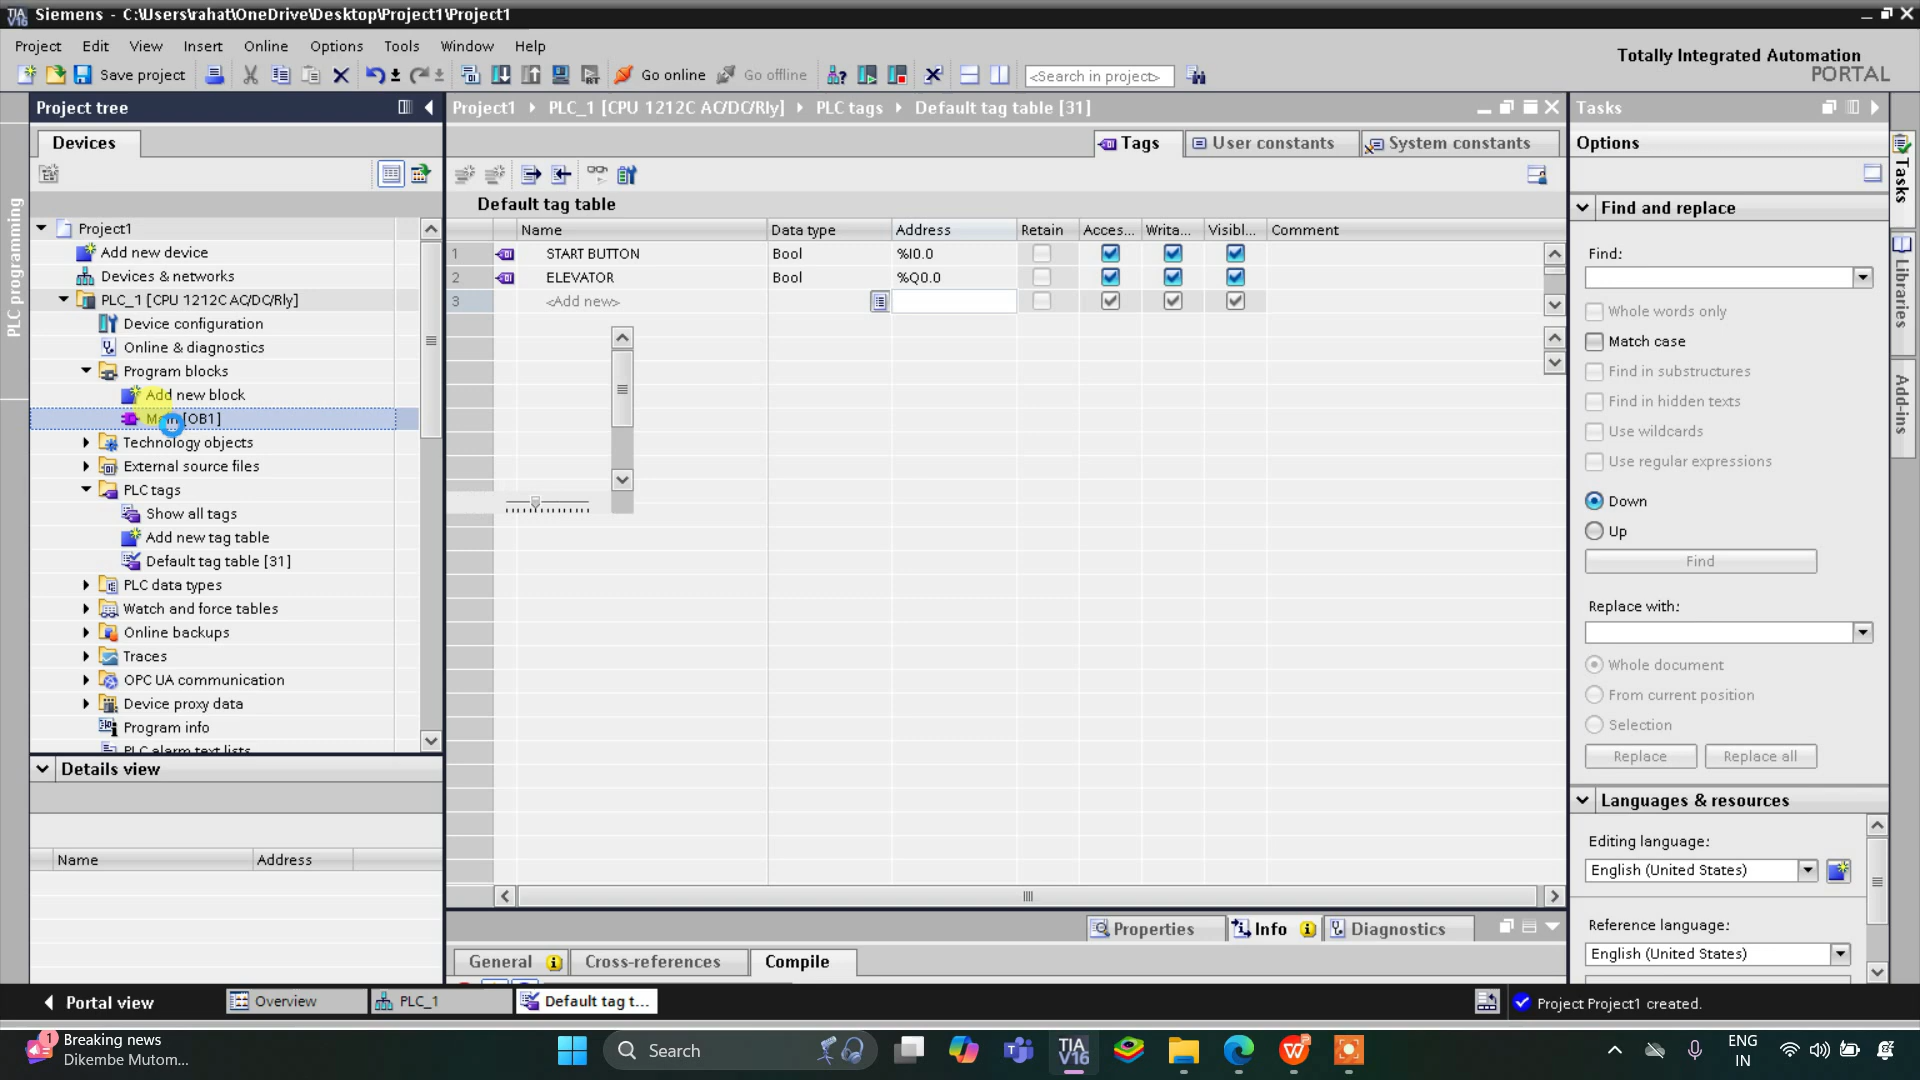 Siemens - C:\Users\rahat\OneDrive\Desktop\Project1\Project1
Project Edit View Insert Online Options Tools Window Help
Totally Integrated Automation
PORTAL
Save project
Go online
Go offline
<Search in project>
Project tree
Project1 PLC_1 [CPU 1212C AC/DC/Rly] PLC tags Default tag table [31]
Tasks
Devices
Tags
User constants
System constants
Options
PLC programming
Tasks
Libraries
Add-ins
Default tag table
Find and replace
Name Data type Address Retain Acces... Writa... Visibl... Comment
1 START BUTTON Bool %I0.0
2 ELEVATOR Bool %Q0.0
3 <Add new>
Project1
Add new device
Devices & networks
PLC_1 [CPU 1212C AC/DC/Rly]
Device configuration
Online & diagnostics
Program blocks
Add new block
Main [OB1]
Technology objects
External source files
PLC tags
Show all tags
Add new tag table
Default tag table [31]
PLC data types
Watch and force tables
Online backups
Traces
OPC UA communication
Device proxy data
Program info
PLC alarm text lists
Find:
Whole words only
Match case
Find in substructures
Find in hidden texts
Use wildcards
Use regular expressions
Down
Up
Find
Replace with:
Whole document
From current position
Selection
Replace
Replace all
Languages & resources
Editing language:
English (United States)
Reference language:
English (United States)
Details view
Name Address
Properties
Info
Diagnostics
General
Cross-references
Compile
Portal view
Overview
PLC_1
Default tag t...
Project Project1 created.
1
Breaking news
Dikembe Mutom...
Search
TIA
V16
ENG
IN